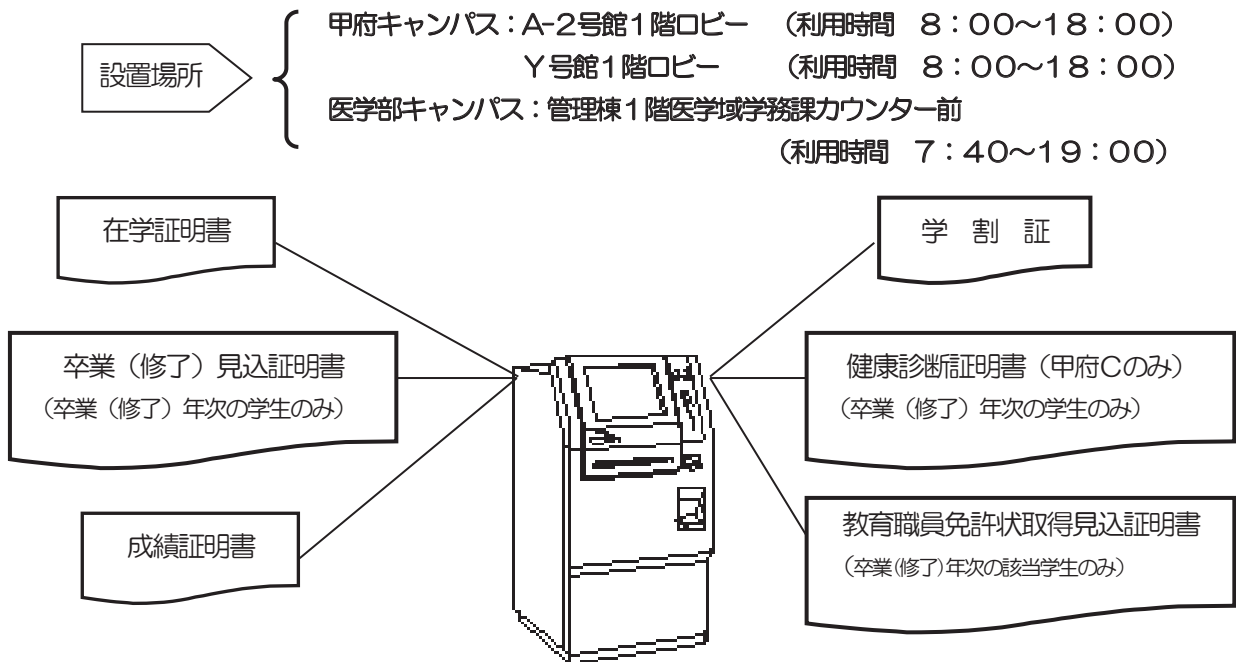 設置場所
甲府キャンパス：A-2号館1階ロビー　（利用時間　8：00～18：00）
Y号館1階ロビー　（利用時間　8：00～18：00）
医学部キャンパス：管理棟1階医学域学務課カウンター前
（利用時間　7：40～19：00）
在学証明書
学　割　証
卒業（修了）見込証明書
（卒業（修了）年次の学生のみ）
健康診断証明書（甲府Cのみ）
（卒業（修了）年次の学生のみ）
成績証明書
教育職員免許状取得見込証明書
（卒業(修了)年次の該当学生のみ）